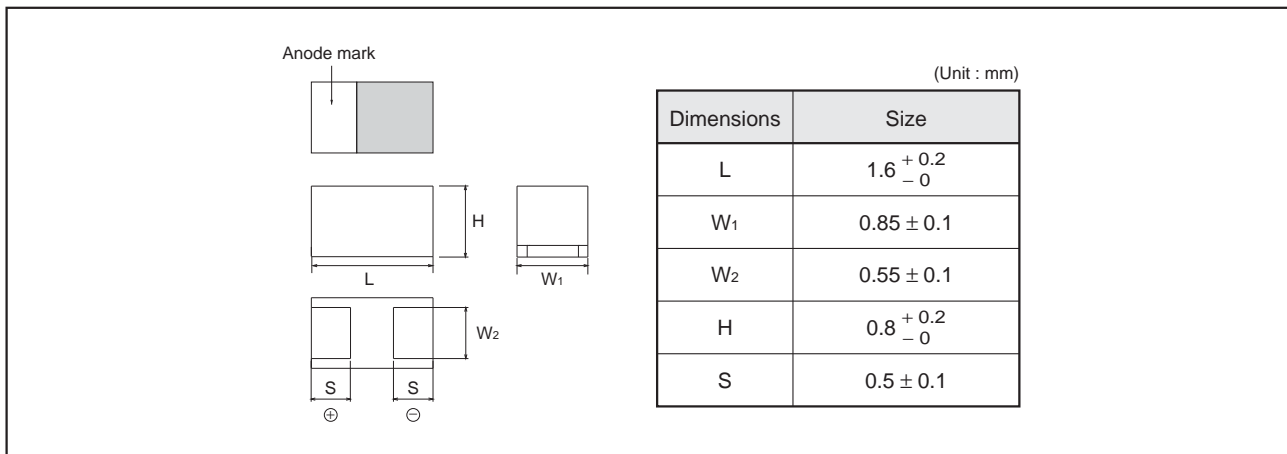 Anode mark
H
L
W1
W2
S
S
⊕
⊖
(Unit : mm)
Dimensions Size
L 1.6 + 0.2 − 0
W1 0.85 ± 0.1
W2 0.55 ± 0.1
H 0.8 + 0.2 − 0
S 0.5 ± 0.1